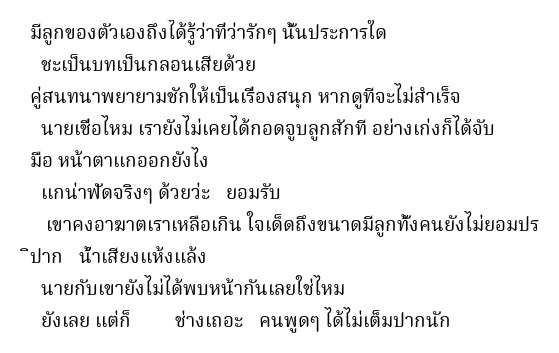 มีลูกของตัวเองถึงได้รู้ว่าที่ว่ารักๆ นั้นประการใด
ชะเป็นบทเป็นกลอนเสียด้วย
คู่สนทนาพยายามชักให้เป็นเรื่องสนุก หากดูทีจะไม่สำเร็จ
นายเชื่อไหม เรายังไม่เคยได้กอดจูบลูกสักที อย่างเก่งก็ได้จับ
มือ หน้าตาแกออกยังไง
แกน่าฟัดจริงๆ ด้วยว่ะ ยอมรับ
เขาคงอาฆาตเราเหลือเกิน ใจเด็ดถึงขนาดมีลูกทั้งคนยังไม่ยอมปร
ิปาก น้ำเสียงแห้งแล้ง
นายกับเขายังไม่ได้พบหน้ากันเลยใช่ไหม
ยังเลย แต่ก็ ช่างเถอะ คนพูดๆ ได้ไม่เต็มปากนัก